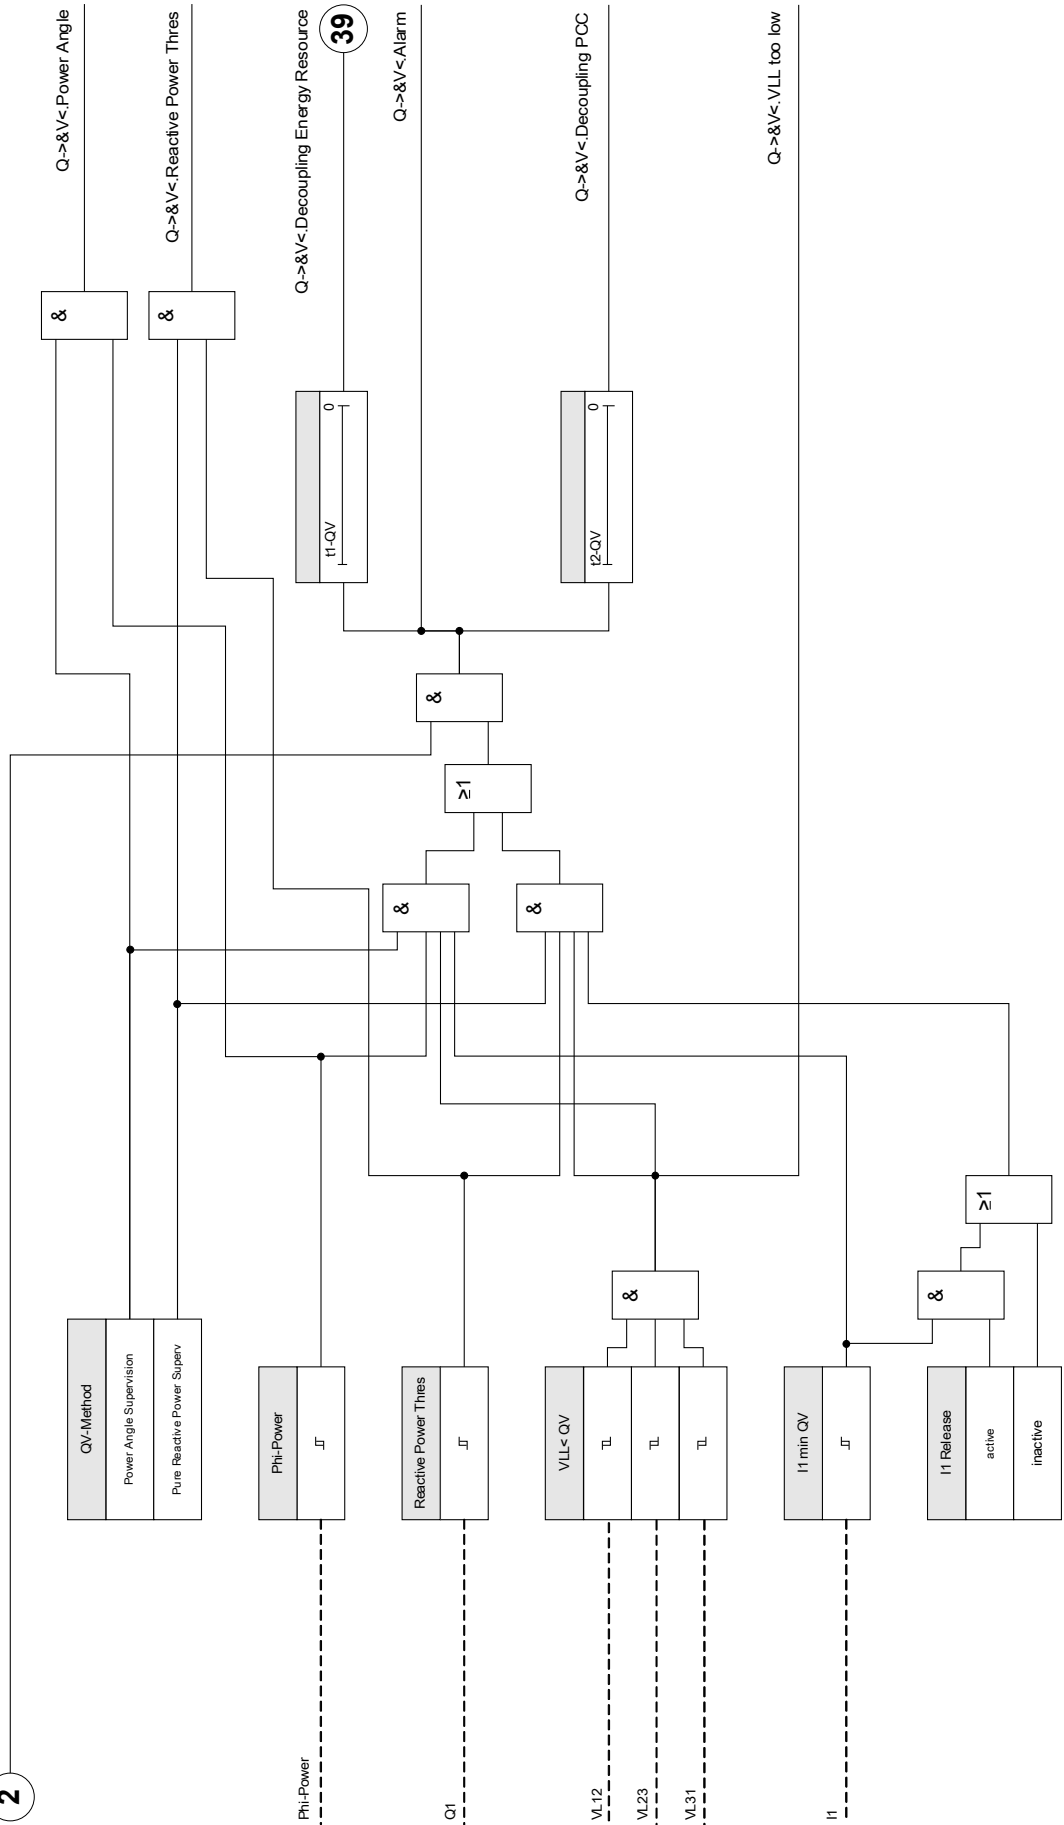 2
Phi-Power
Q1
VL12
VL23
VL31
I1
QV-Method
Power Angle Supervision
Pure Reactive Power Superv
Phi-Power
Reactive Power Thres
VLL< QV
I1 min QV
I1 Release
active
inactive
&
&
≥1
&
&
≥1
&
t1-QV
0
t2-QV
0
&
&
Q->&V<.Power Angle
Q->&V<.Reactive Power Thres
Q->&V<.Decoupling Energy Resource
39
Q->&V<.Alarm
Q->&V<.Decoupling PCC
Q->&V<.VLL too low